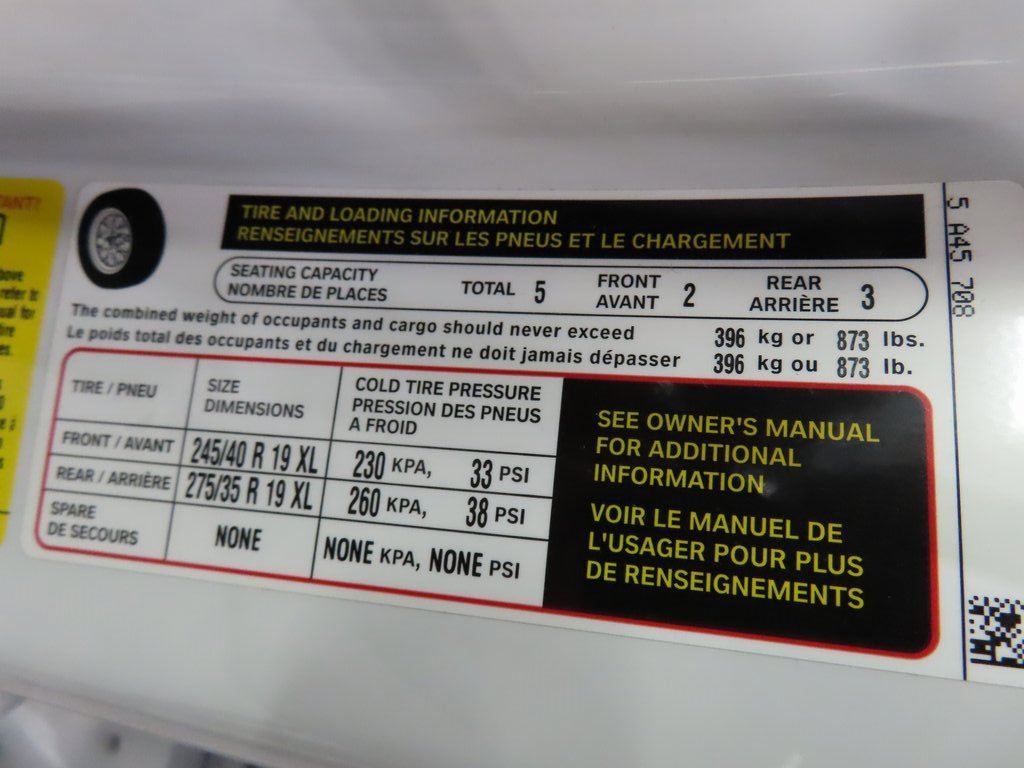 TIRE AND LOADING INFORMATION
RENSEIGNEMENTS SUR LES PNEUS ET LE CHARGEMENT
SEATING CAPACITY
NOMBRE DE PLACES
TOTAL 5
FRONT
AVANT 2
REAR
ARRIÈRE 3
The combined weight of occupants and cargo should never exceed 396 kg or 873 lbs.
Le poids total des occupants et du chargement ne doit jamais dépasser 396 kg ou 873 lb.
TIRE / PNEU
SIZE
DIMENSIONS
COLD TIRE PRESSURE
PRESSION DES PNEUS
A FROID
FRONT / AVANT 245/40 R 19 XL 230 KPA, 33 PSI
REAR / ARRIÈRE 275/35 R 19 XL 260 KPA, 38 PSI
SPARE
DE SECOURS
NONE
NONE KPA, NONE PSI
SEE OWNER'S MANUAL
FOR ADDITIONAL
INFORMATION
VOIR LE MANUEL DE
L'USAGER POUR PLUS
DE RENSEIGNEMENTS
5 A45 708